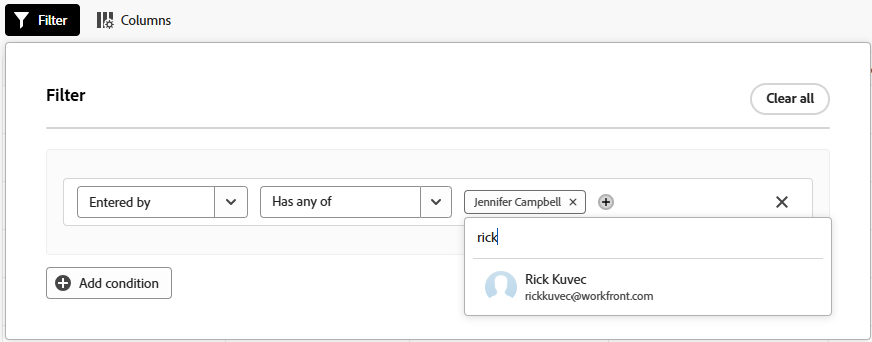 Filter
Columns
Filter
Clear all
Entered by
Has any of
Jennifer Campbell
rick
Rick Kuvec
rickkuvec@workfront.com
Add condition